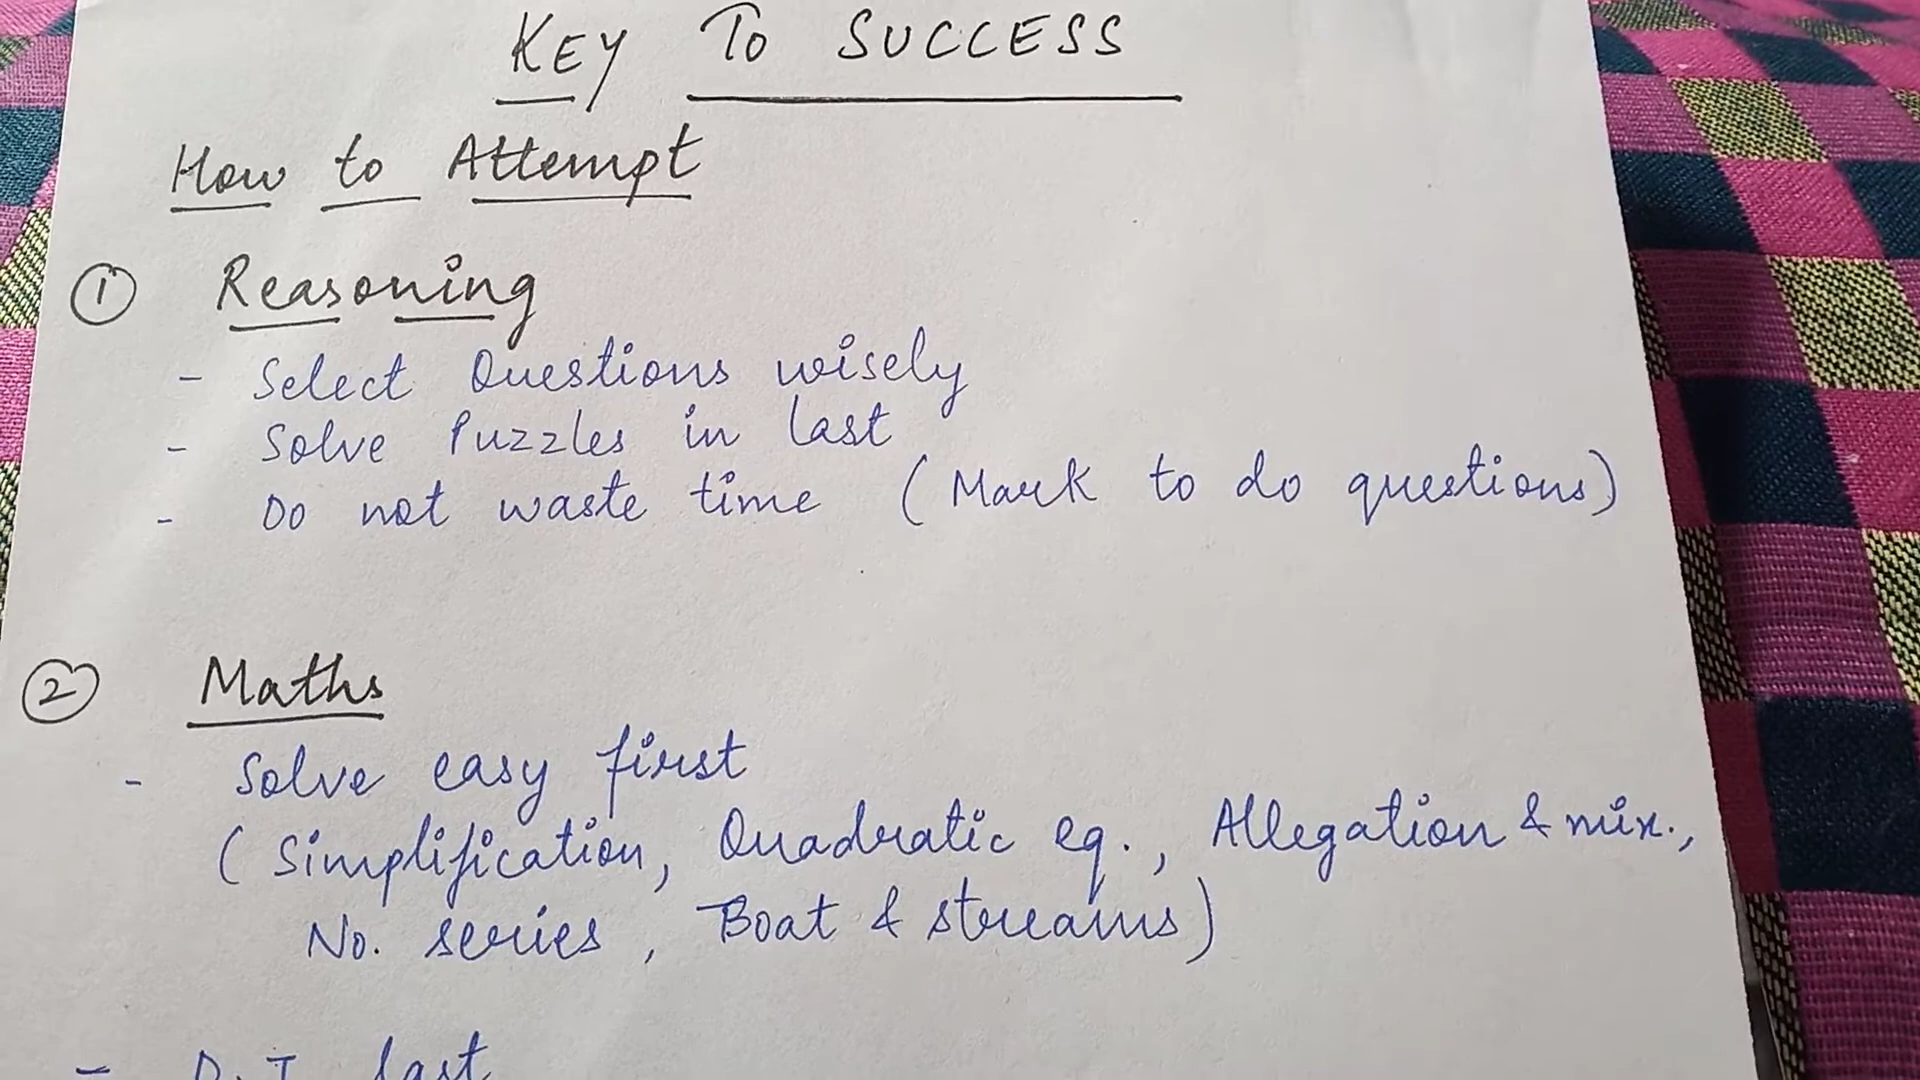 KEY To SUCCESS
How to Attempt
① Reasoning
- Select Questions wisely
- Solve Puzzles in last
- Do not waste time (Mark to do questions)
② Maths
- Solve easy first
(Simplification, Quadratic eq., Allegation & mix.,
No. series, Boat & streams)
- D.I last